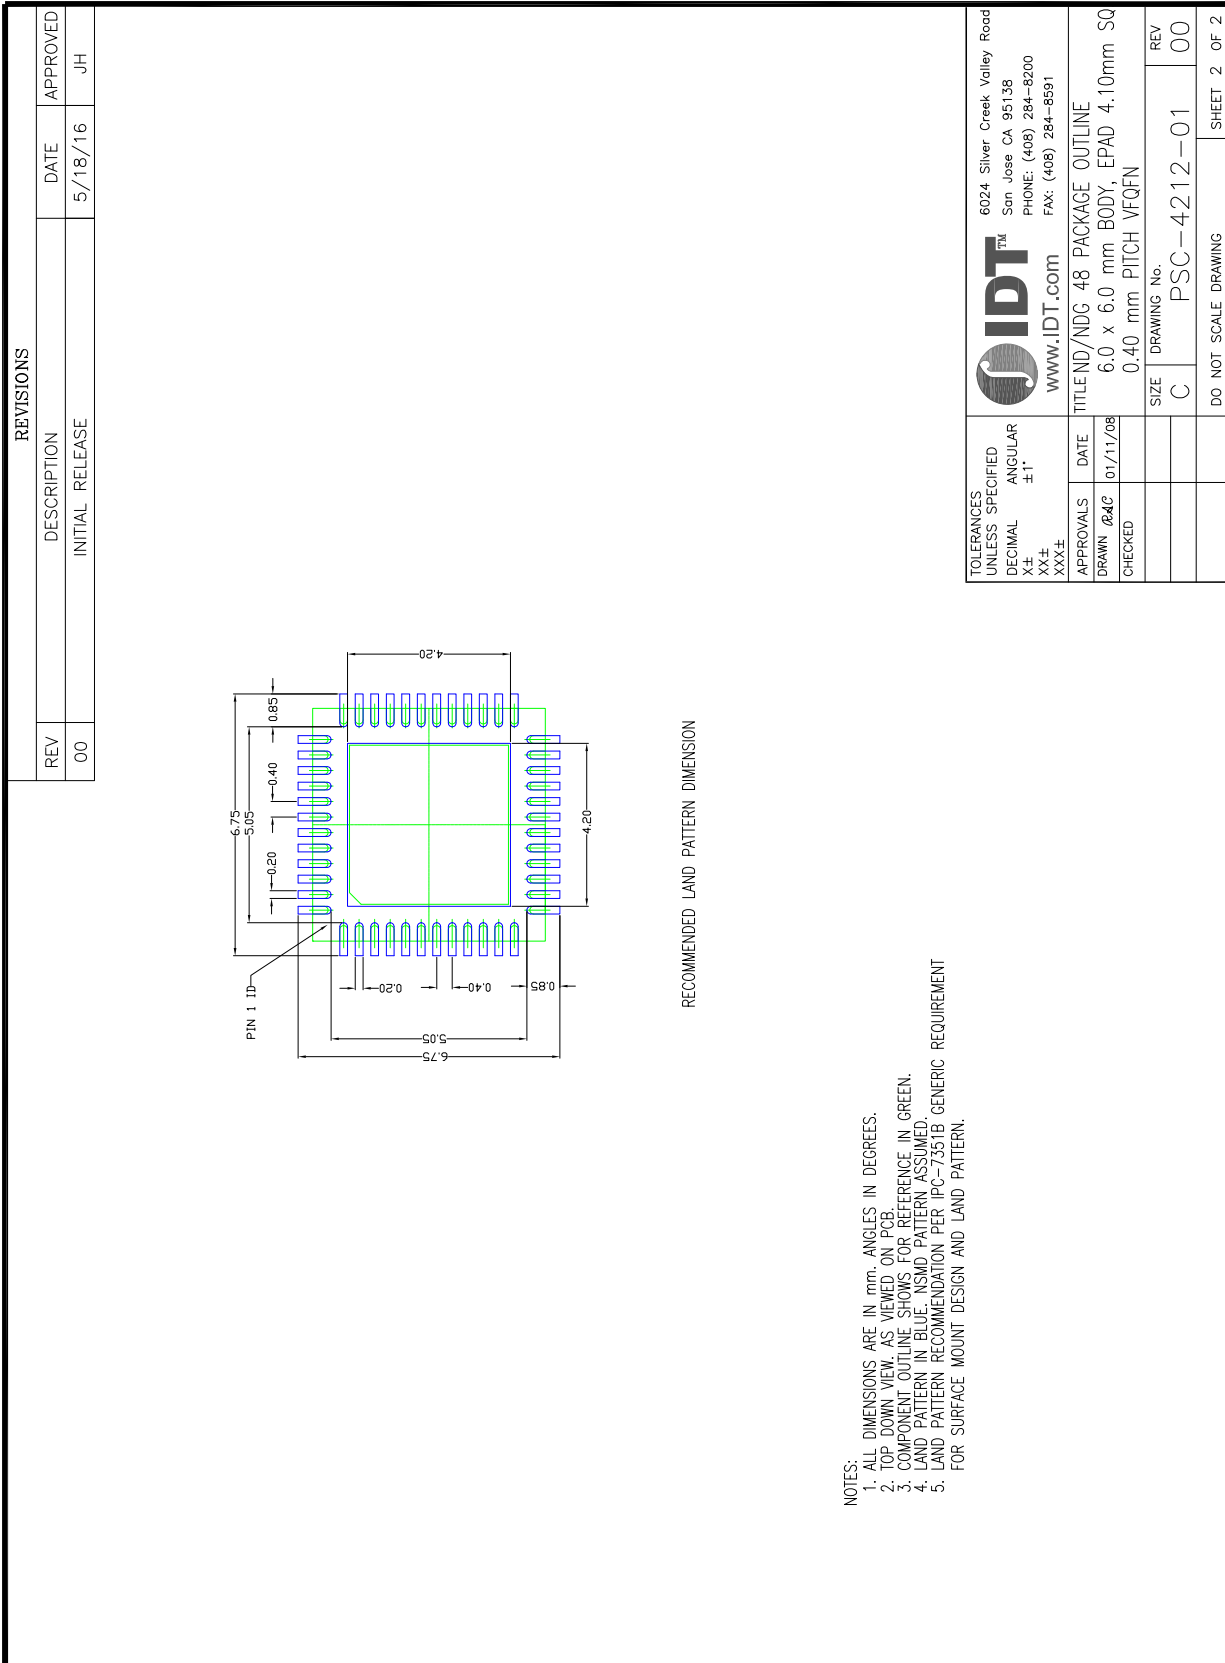 REVISIONS
REV DESCRIPTION DATE APPROVED
00 INITIAL RELEASE 5/18/16 JH
6.75
5.05
0.20
0.40
0.85
PIN 1 ID
4.20
0.20
0.40
0.85
5.05
6.75
4.20
RECOMMENDED LAND PATTERN DIMENSION
NOTES:
1. ALL DIMENSIONS ARE IN mm. ANGLES IN DEGREES.
2. TOP DOWN VIEW. AS VIEWED ON PCB.
3. COMPONENT OUTLINE SHOWS FOR REFERENCE IN GREEN.
4. LAND PATTERN IN BLUE. NSMD PATTERN ASSUMED.
5. LAND PATTERN RECOMMENDATION PER IPC-7351B GENERIC REQUIREMENT
FOR SURFACE MOUNT DESIGN AND LAND PATTERN.
TOLERANCES
UNLESS SPECIFIED
DECIMAL ANGULAR
X± ±1°
XX±
XXX±
APPROVALS DATE
DRAWN RAC 01/11/08
CHECKED
IDT™
www.IDT.com
6024 Silver Creek Valley Road
San Jose CA 95138
PHONE: (408) 284-8200
FAX: (408) 284-8591
TITLE ND/NDG 48 PACKAGE OUTLINE
6.0 x 6.0 mm BODY, EPAD 4.10mm SQ
0.40 mm PITCH VFQFN
SIZE DRAWING No. REV
C PSC-4212-01 00
DO NOT SCALE DRAWING SHEET 2 OF 2